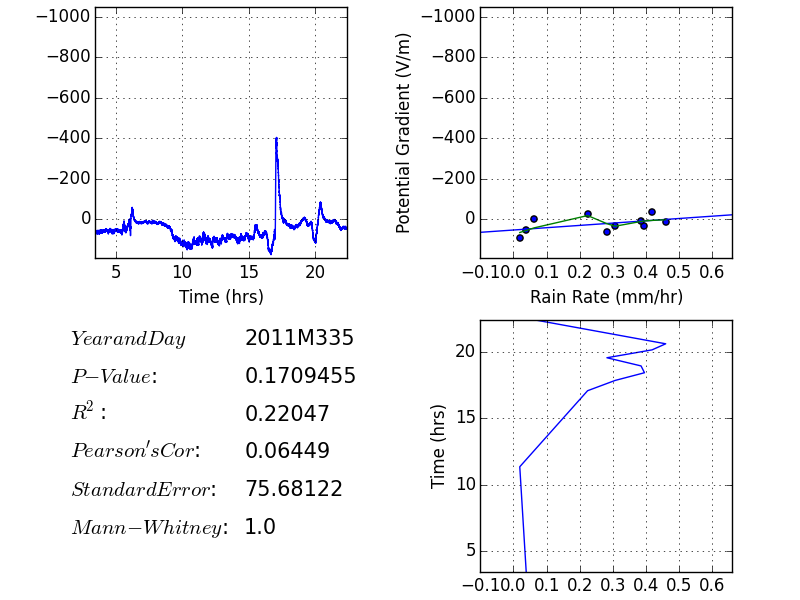 −1000
−800
−600
−400
−200
0
5 10 15 20
Time (hrs)
Potential Gradient (V/m)
−1000
−800
−600
−400
−200
0
−0.1 0.0 0.1 0.2 0.3 0.4 0.5 0.6
Rain Rate (mm/hr)
YearandDay 2011M335
P−Value: 0.1709455
R²: 0.22047
Pearson'sCor: 0.06449
StandardError: 75.68122
Mann−Whitney: 1.0
Time (hrs)
20
15
10
5
−0.1 0.0 0.1 0.2 0.3 0.4 0.5 0.6